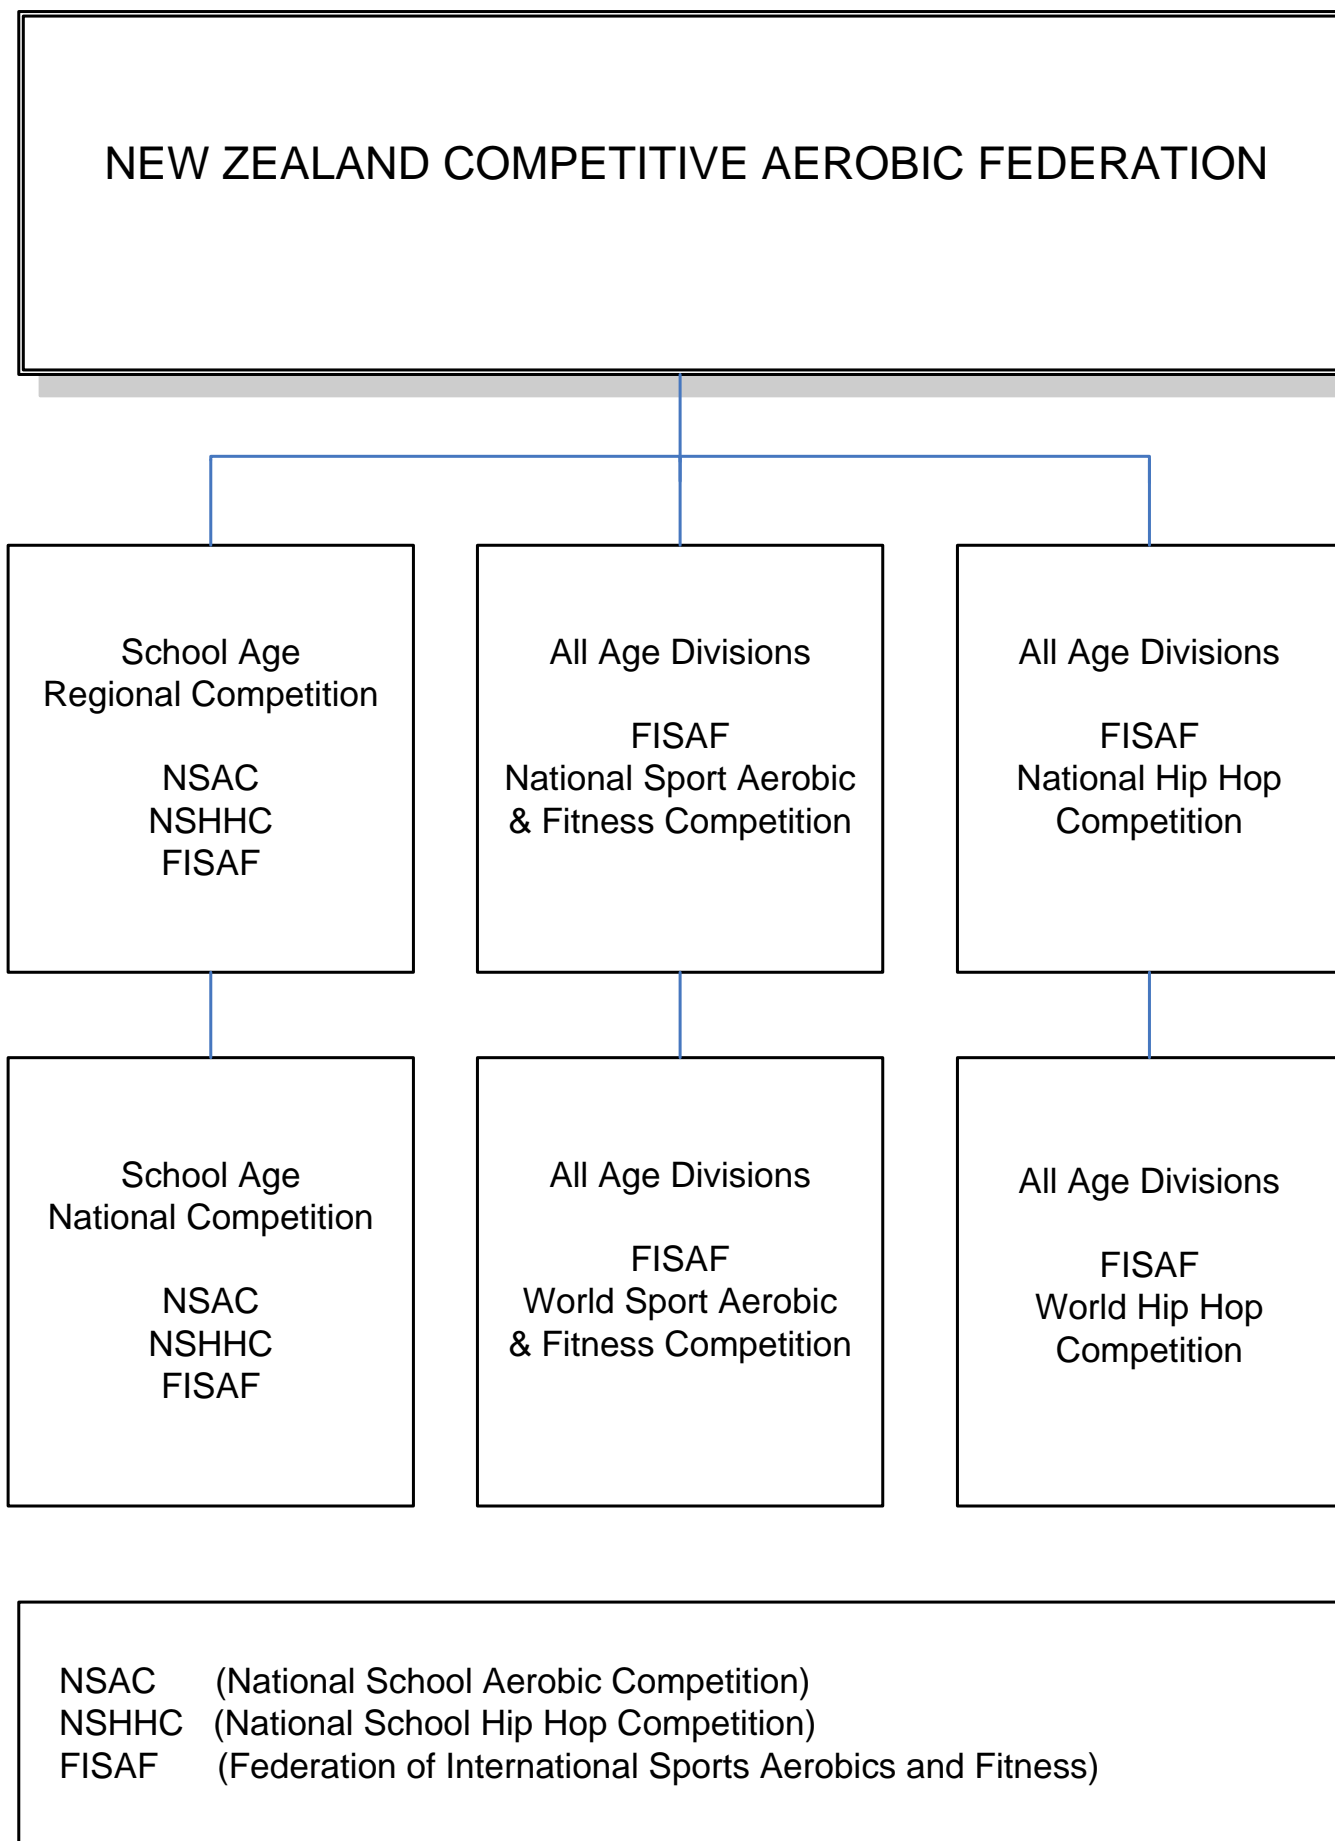 NEW ZEALAND COMPETITIVE AEROBIC FEDERATION
School Age
Regional Competition
NSAC
NSHHC
FISAF
All Age Divisions
FISAF
National Sport Aerobic
& Fitness Competition
All Age Divisions
FISAF
National Hip Hop
Competition
School Age
National Competition
NSAC
NSHHC
FISAF
All Age Divisions
FISAF
World Sport Aerobic
& Fitness Competition
All Age Divisions
FISAF
World Hip Hop
Competition
NSAC (National School Aerobic Competition)
NSHHC (National School Hip Hop Competition)
FISAF (Federation of International Sports Aerobics and Fitness)